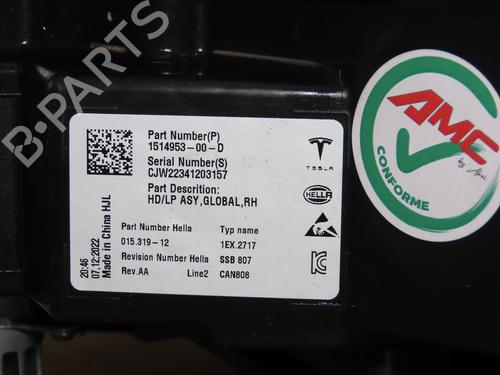 B-PARTS
Part Number(P)
1514953-00-D
Serial Number(S)
CJW22341203157
Part Descrition:
HD/LP ASY,GLOBAL,RH
Part Number Hella Typ name
015.319-12 1EX.2717
Revision Number Hella SSB 807
Rev.AA Line2 CAN808
20:46
07.12.2022
Made in China HJL
TESLA
HELLA
AMC
by
CONFORME